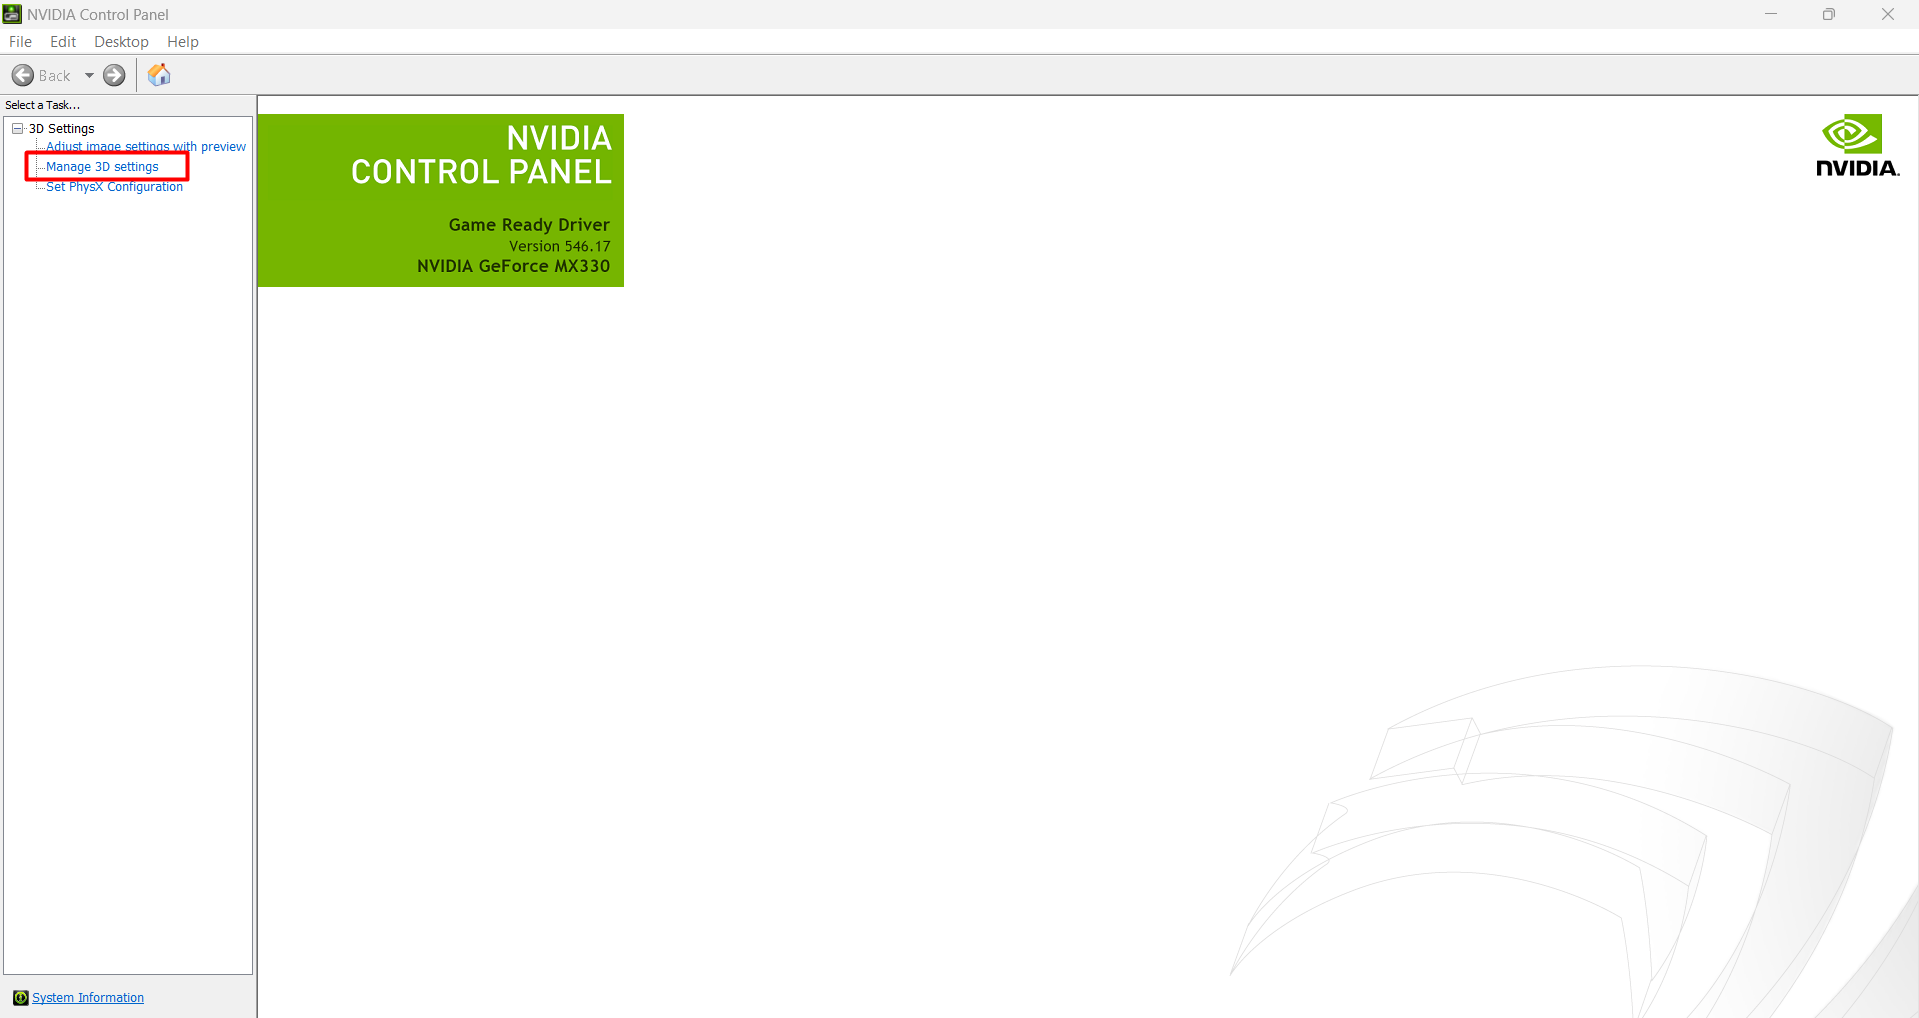 NVIDIA Control Panel
File Edit Desktop Help
Back
Select a Task...
3D Settings
Adjust image settings with preview
Manage 3D settings
Set PhysX Configuration
NVIDIA
CONTROL PANEL
Game Ready Driver
Version 546.17
NVIDIA GeForce MX330
NVIDIA.
System Information